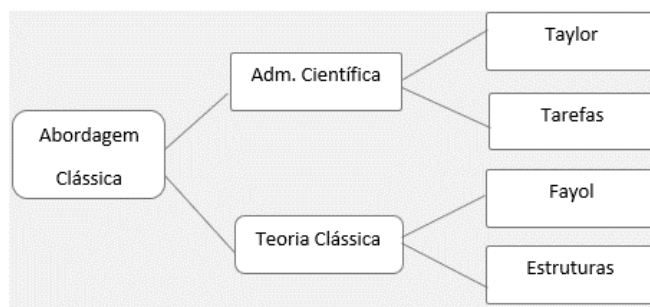 Abordagem
Clássica
Adm. Científica
Taylor
Tarefas
Teoria Clássica
Fayol
Estruturas